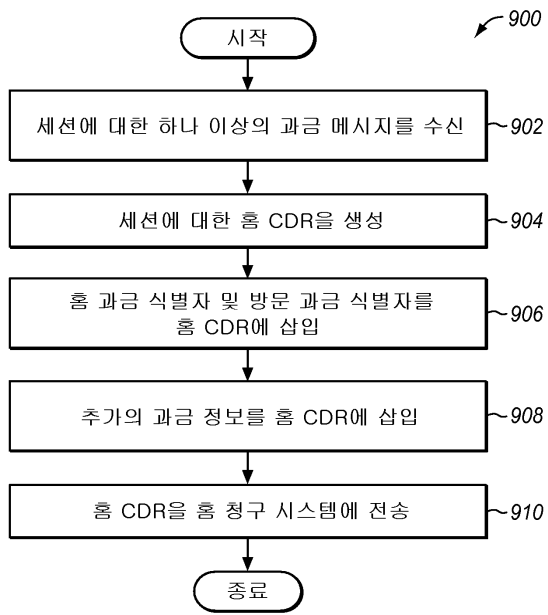 900
시작
세션에 대한 하나 이상의 과금 메시지를 수신
902
세션에 대한 홈 CDR을 생성
904
홈 과금 식별자 및 방문 과금 식별자를
홈 CDR에 삽입
906
추가의 과금 정보를 홈 CDR에 삽입
908
홈 CDR을 홈 청구 시스템에 전송
910
종료